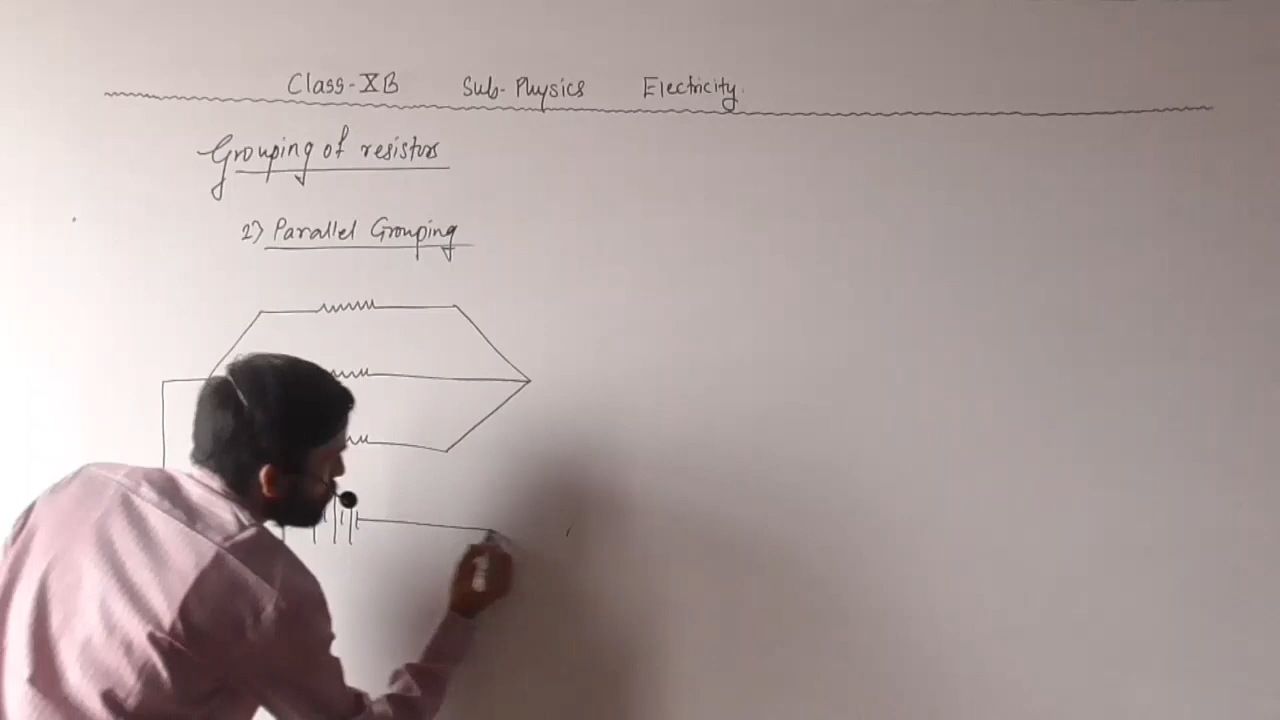 Class-XB Sub-Physics Electricity.
Grouping of resistors
2) Parallel Grouping